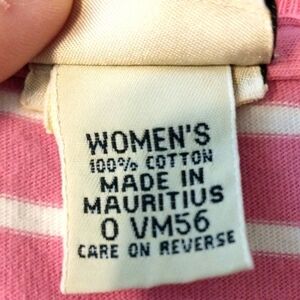 WOMEN'S
100% COTTON
MADE IN
MAURITIUS
0 VM56
CARE ON REVERSE